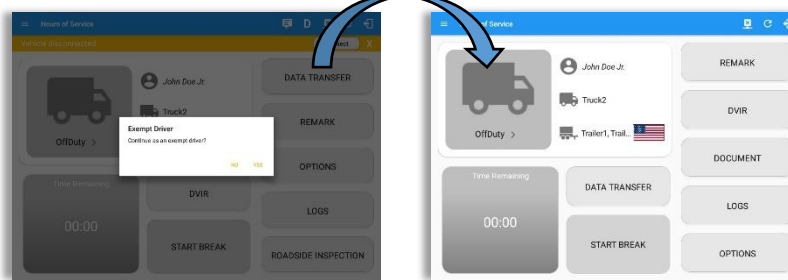 Hours of Service
D
Vehicle disconnected
X
John Doe Jr.
Truck2
OffDuty >
DATA TRANSFER
REMARK
OPTIONS
LOGS
ROADSIDE INSPECTION
Exempt Driver
Continue as an exempt driver?
NO YES
Time Remaining
00:00
DVIR
START BREAK
of Service
John Doe Jr.
Truck2
Trailer1, Trail...
OffDuty >
REMARK
DVIR
DOCUMENT
LOGS
OPTIONS
Time Remaining
00:00
DATA TRANSFER
START BREAK